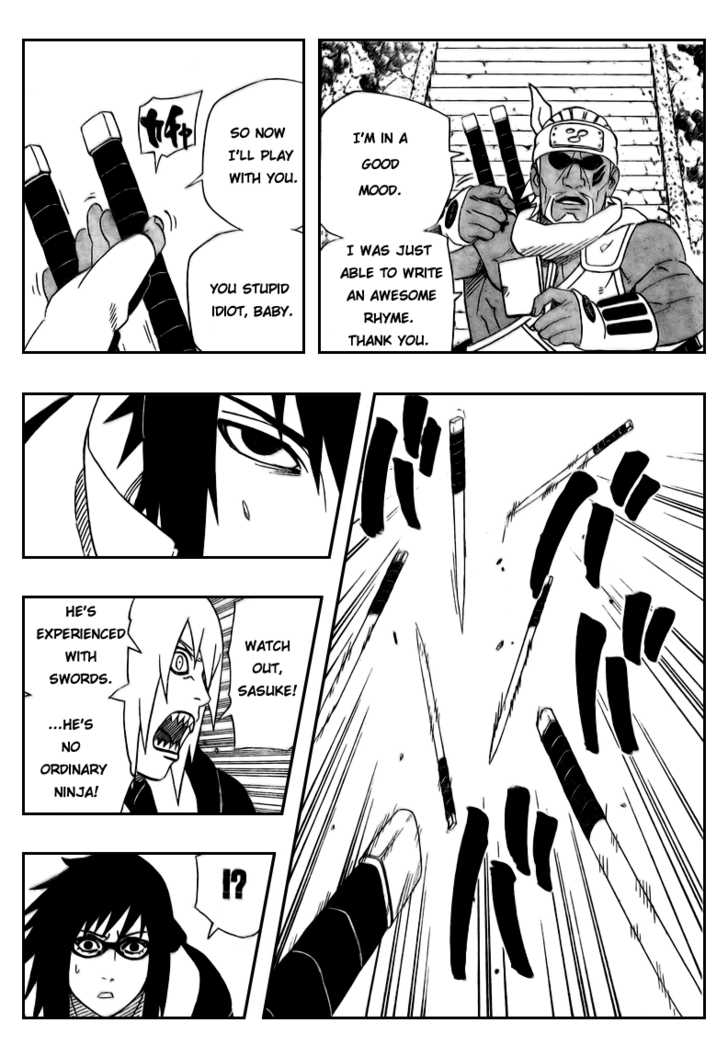 I'M IN A
GOOD
MOOD.
I WAS JUST
ABLE TO WRITE
AN AWESOME
RHYME.
THANK YOU.
SO NOW
I'LL PLAY
WITH YOU.
YOU STUPID
IDIOT, BABY.
ガチャ
WATCH
OUT,
SASUKE!
HE'S
EXPERIENCED
WITH
SWORDS.
...HE'S
NO
ORDINARY
NINJA!
!?